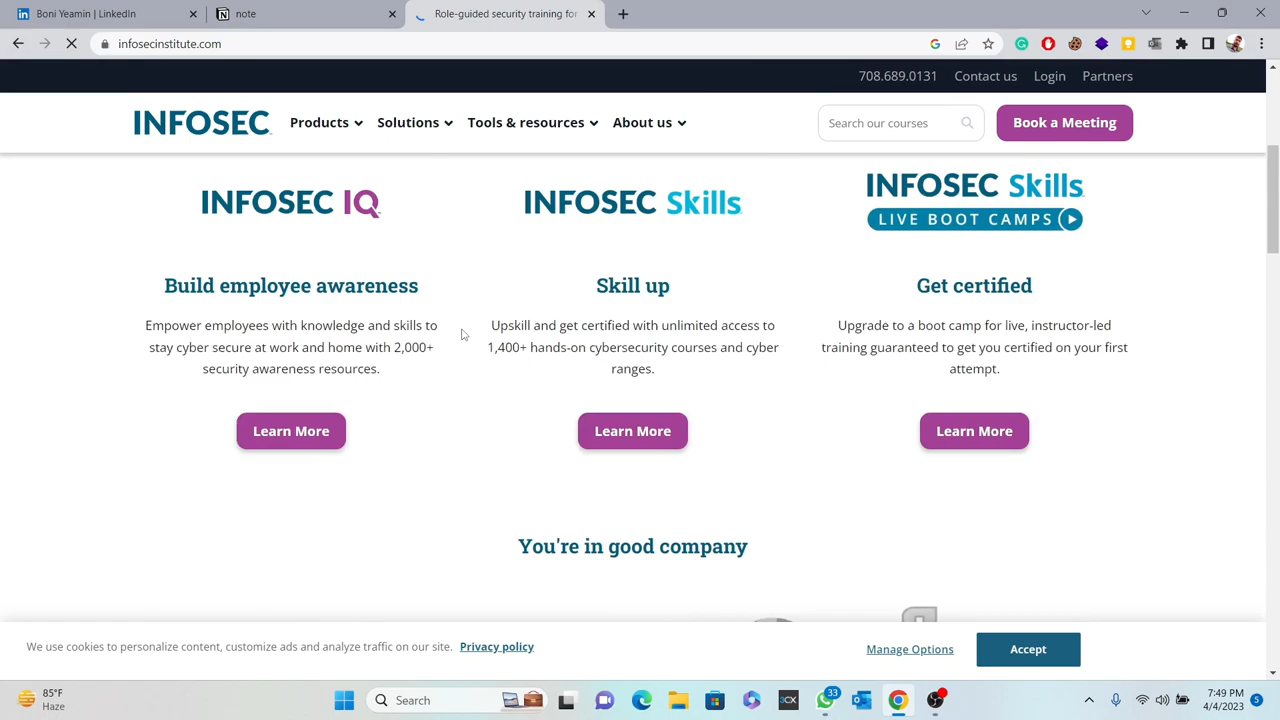 Boni Yeamin | LinkedIn
note
Role-guided security training for
infosecinstitute.com
708.689.0131 Contact us Login Partners
INFOSEC Products Solutions Tools & resources About us Search our courses Book a Meeting
INFOSEC IQ
INFOSEC Skills
INFOSEC Skills
LIVE BOOT CAMPS
Build employee awareness
Empower employees with knowledge and skills to
stay cyber secure at work and home with 2,000+
security awareness resources.
Learn More
Skill up
Upskill and get certified with unlimited access to
1,400+ hands-on cybersecurity courses and cyber
ranges.
Learn More
Get certified
Upgrade to a boot camp for live, instructor-led
training guaranteed to get you certified on your first
attempt.
Learn More
You're in good company
We use cookies to personalize content, customize ads and analyze traffic on our site. Privacy policy
Manage Options
Accept
85°F
Haze
Search
3CX
33
7:49 PM
4/4/2023
5